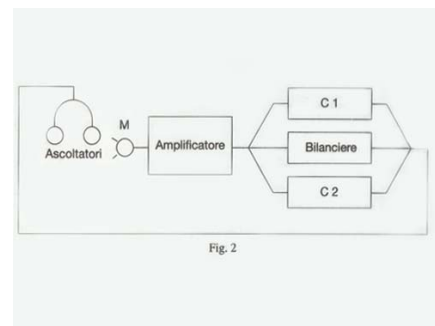 C 1
M
Amplificatore
Bilanciere
Ascoltatori
C 2
Fig. 2